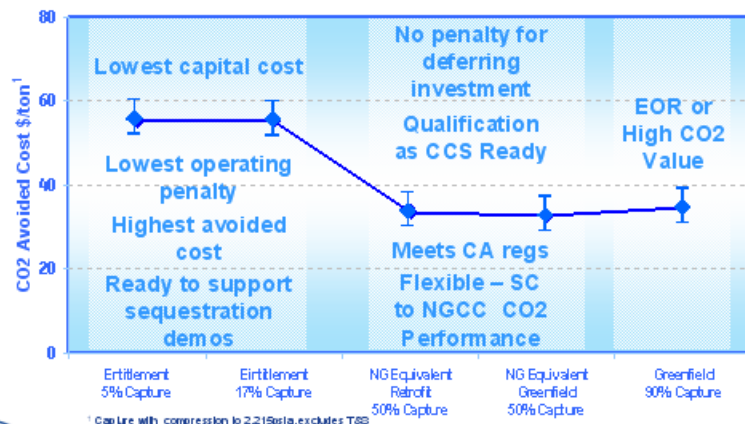 80
60
40
20
0
CO2 Avoided Cost $/ton1
Lowest capital cost
Lowest operating
penalty
Highest avoided
cost
Ready to support
sequestration
demos
No penalty for
deferring
investment
Qualification
as CCS Ready
Meets CA regs
Flexible – SC
to NGCC CO2
Performance
EOR or
High CO2
Value
Entitlement
5% Capture
Eirtitlement
17% Capture
NG Equivalent
Retrofit
50% Capture
NG Equivalent
Greenfield
50% Capture
Greenfield
90% Capture
1 Capture with compression to 2,215psia, excludes T&S